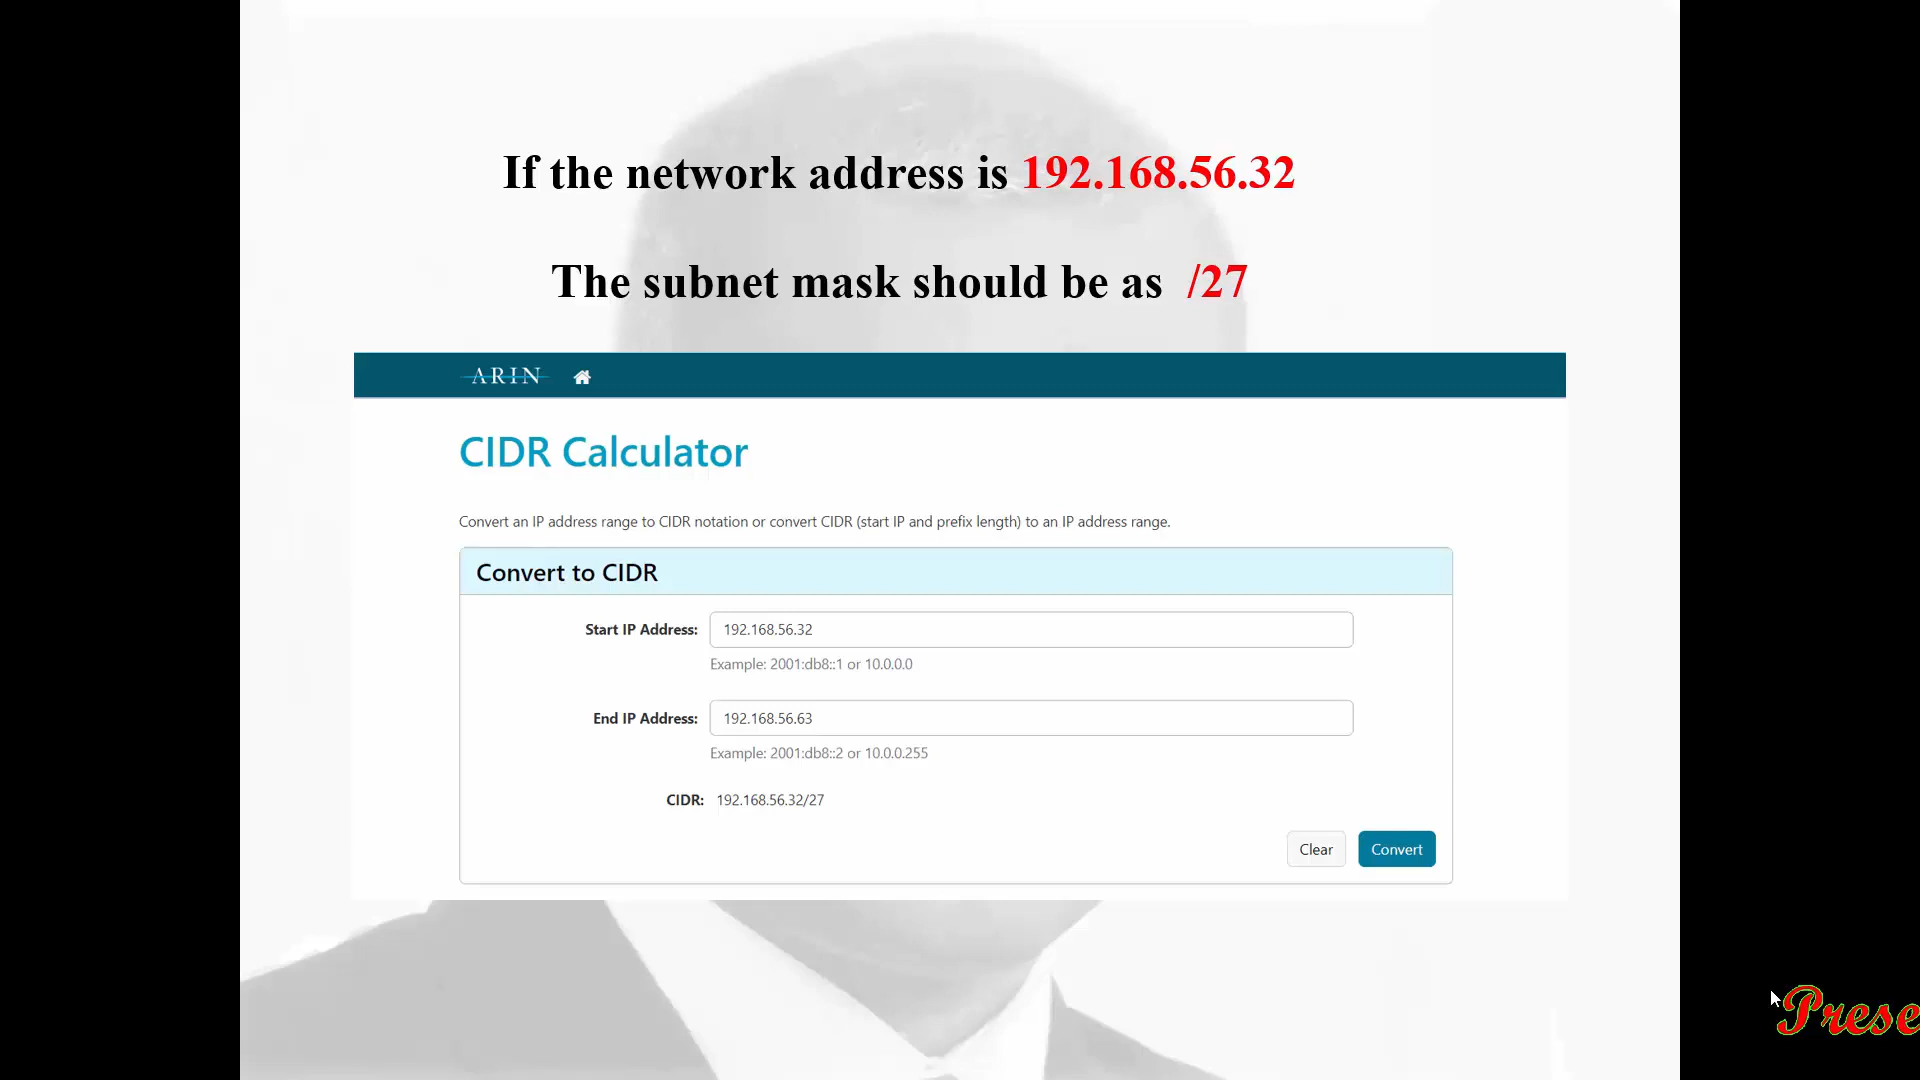 If the network address is 192.168.56.32
The subnet mask should be as /27
ARIN
CIDR Calculator
Convert an IP address range to CIDR notation or convert CIDR (start IP and prefix length) to an IP address range.
Convert to CIDR
Start IP Address: 192.168.56.32
Example: 2001:db8::1 or 10.0.0.0
End IP Address: 192.168.56.63
Example: 2001:db8::2 or 10.0.0.255
CIDR: 192.168.56.32/27
Clear Convert
Prese